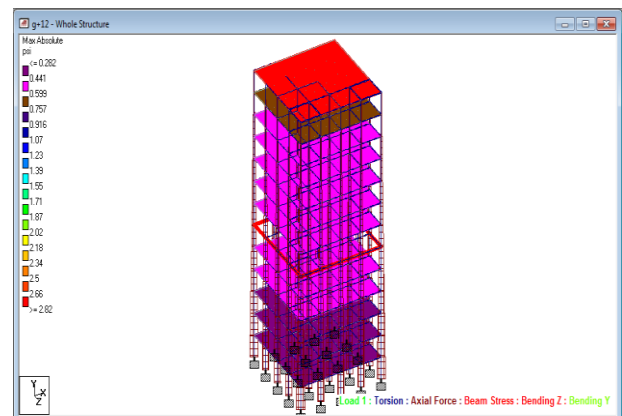 g+12 - Whole Structure
Max Absolute
psi
<= 0.282
0.441
0.599
0.757
0.916
1.07
1.23
1.39
1.55
1.71
1.87
2.02
2.18
2.34
2.5
2.66
>= 2.82
Y
X
Z
Load 1 : Torsion : Axial Force : Beam Stress : Bending Z : Bending Y